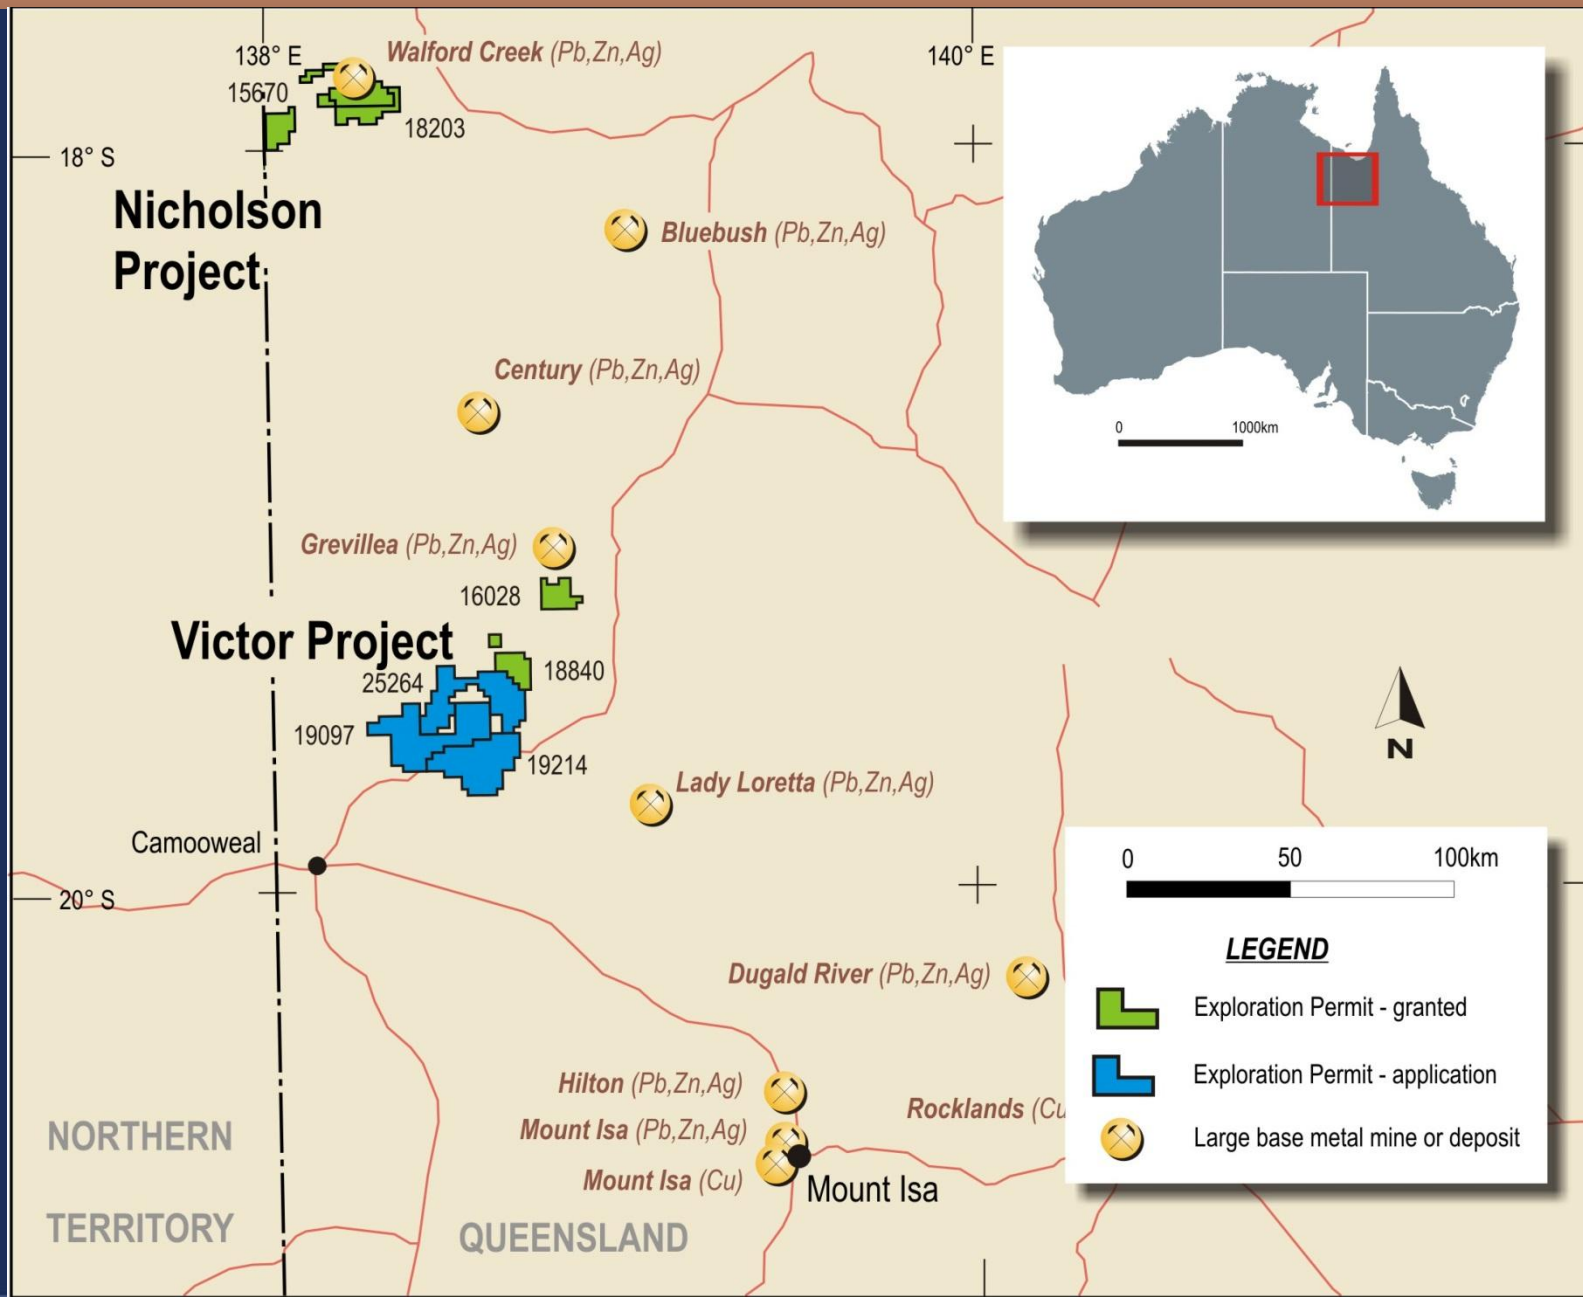 138° E
Walford Creek (Pb,Zn,Ag)
140° E
15670
18203
18° S
Nicholson
Project
Bluebush (Pb,Zn,Ag)
Century (Pb,Zn,Ag)
0 1000km
Grevillea (Pb,Zn,Ag)
16028
Victor Project
18840
25264
19097
19214
N
Lady Loretta (Pb,Zn,Ag)
Camooweal
0 50 100km
20° S
LEGEND
Dugald River (Pb,Zn,Ag)
Exploration Permit - granted
Exploration Permit - application
Hilton (Pb,Zn,Ag)
Rocklands (Cu
Mount Isa (Pb,Zn,Ag)
Large base metal mine or deposit
Mount Isa (Cu)
Mount Isa
NORTHERN
TERRITORY
QUEENSLAND